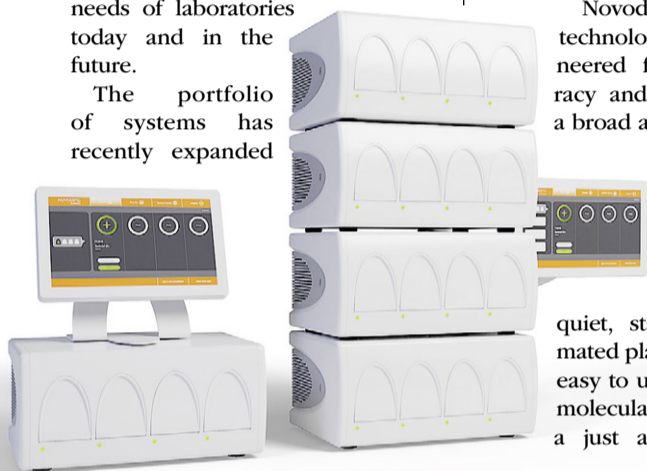 needs of laboratories
today and in the
future.
The portfolio
of systems has
recently expanded
Novod
technolo
neered f
racy and
a broad a
quiet, st
mated pla
easy to u
molecula
a just a